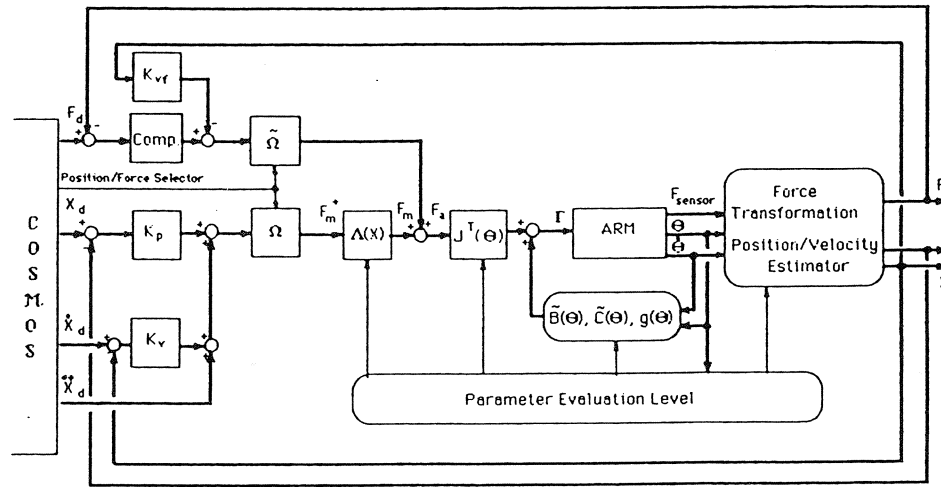 COSMOS
F_d
+
-
K_vf
-
+
Comp.
Ω̃
Position/Force Selector
X_d
+
K_p
+
+
Ω
F_m^*
Λ(X)
F_m
+
+
F_a
J^T(Θ)
+
+
Γ
ARM
F_sensor
Θ
Θ̇
Force
Transformation
Position/Velocity
Estimator
F
B̃(Θ), C̃(Θ), g(Θ)
Ẋ_d
+
K_v
+
+
Ẍ_d
Parameter Evaluation Level